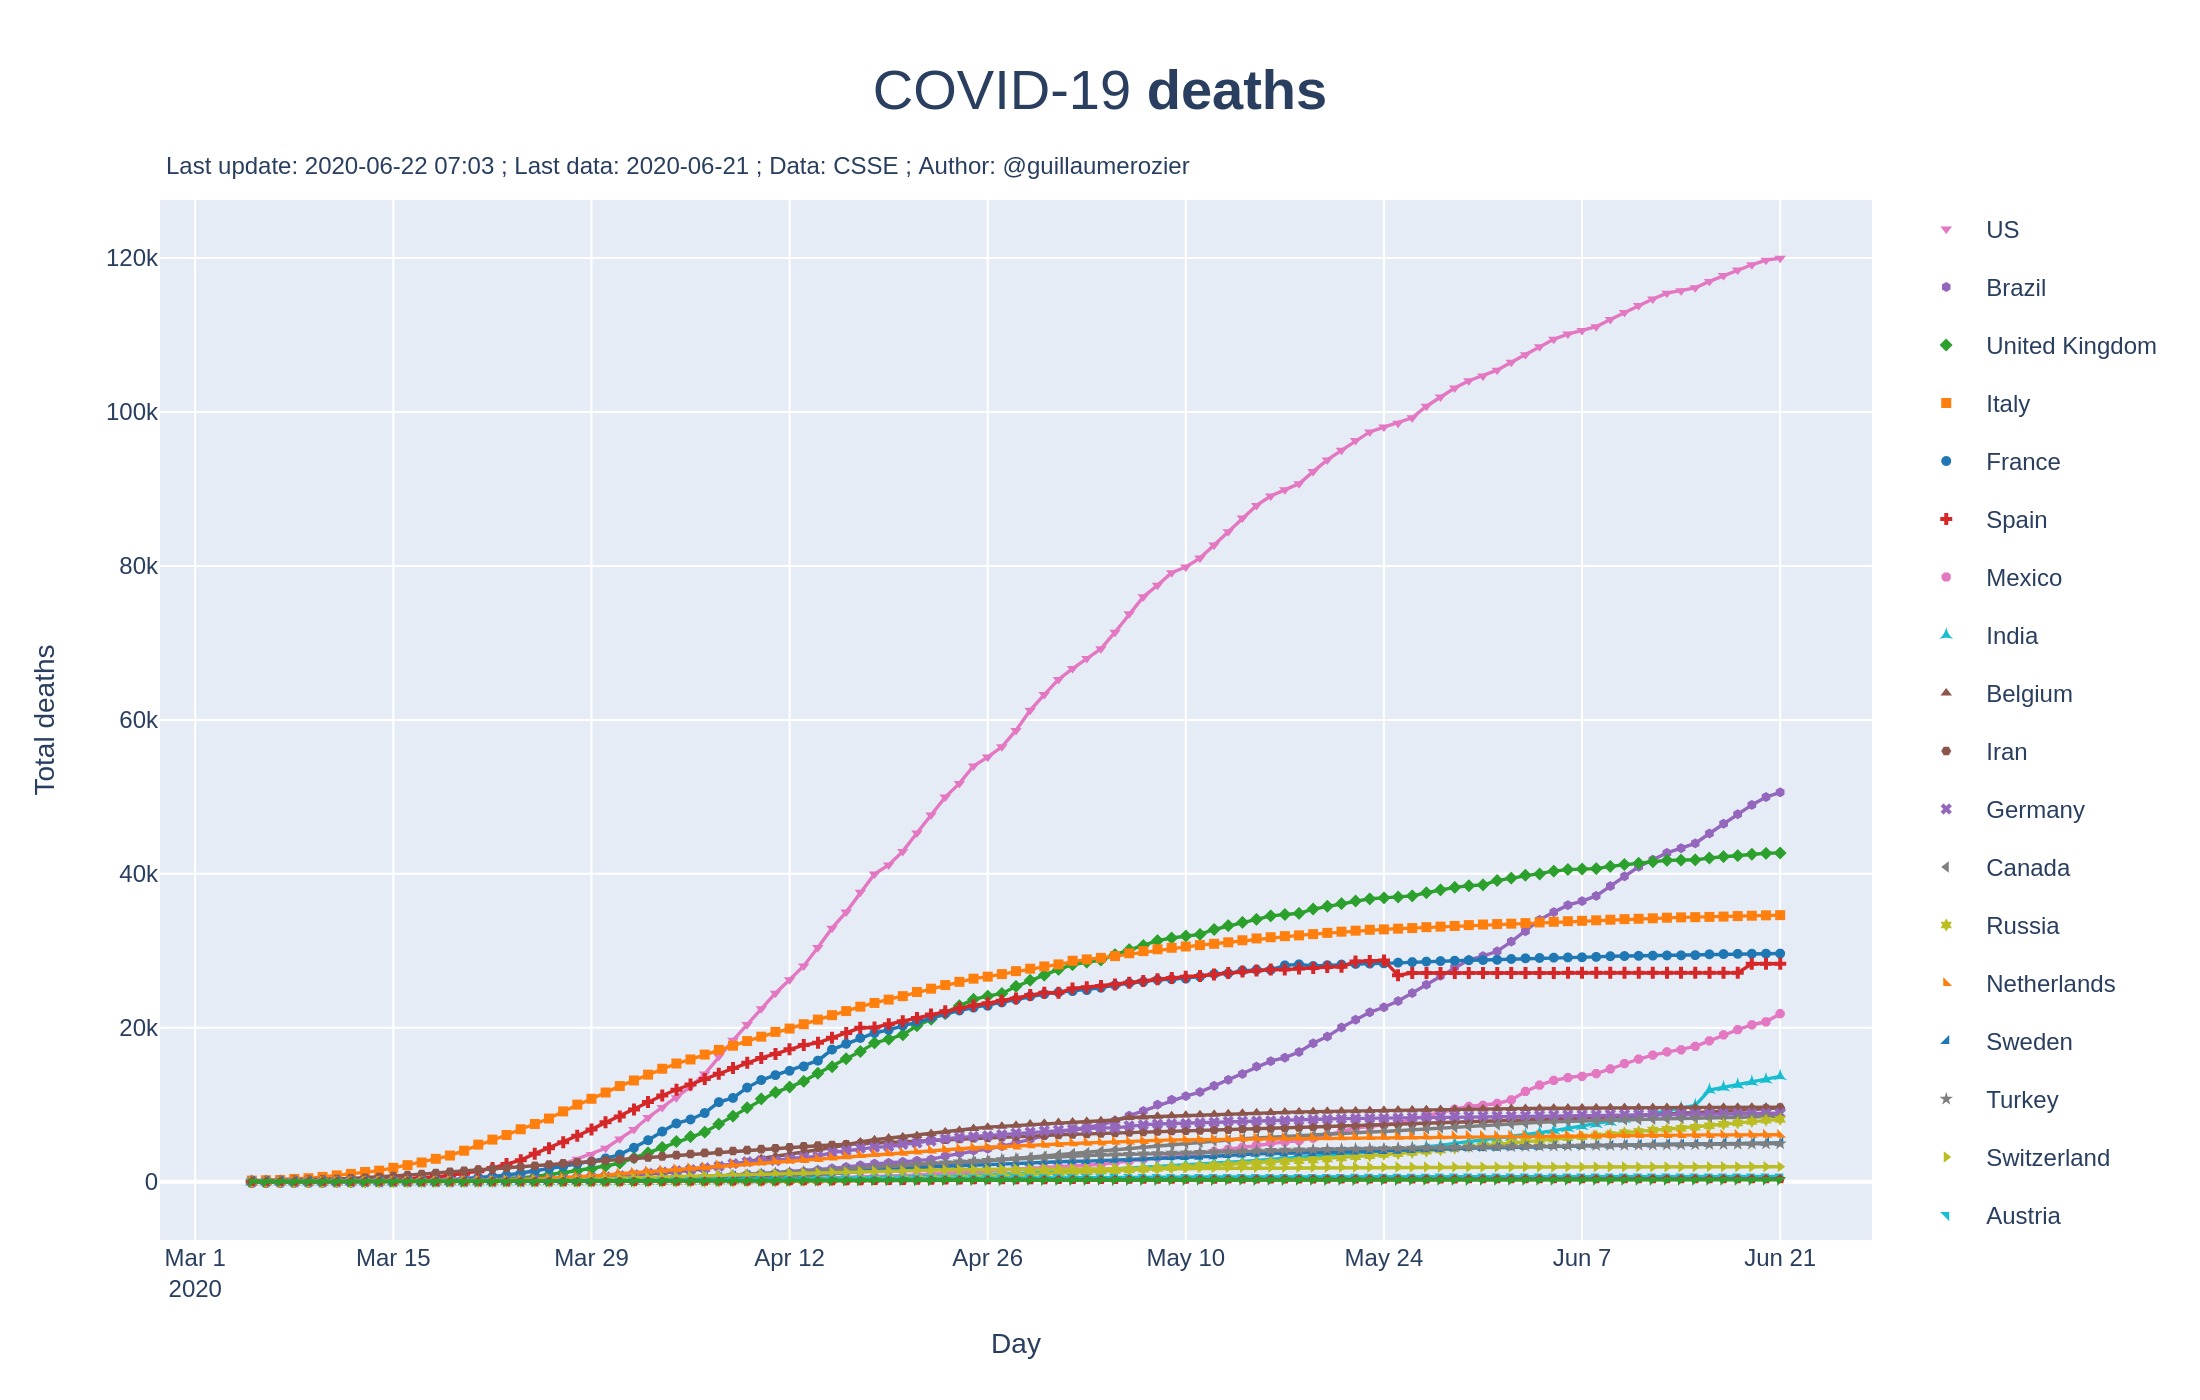 COVID-19 deaths
Last update: 2020-06-22 07:03 ; Last data: 2020-06-21 ; Data: CSSE ; Author: @guillaumerozier
120k
100k
80k
60k
40k
20k
0
Total deaths
Mar 1
2020
Mar 15
Mar 29
Apr 12
Apr 26
May 10
May 24
Jun 7
Jun 21
Day
US
Brazil
United Kingdom
Italy
France
Spain
Mexico
India
Belgium
Iran
Germany
Canada
Russia
Netherlands
Sweden
Turkey
Switzerland
Austria